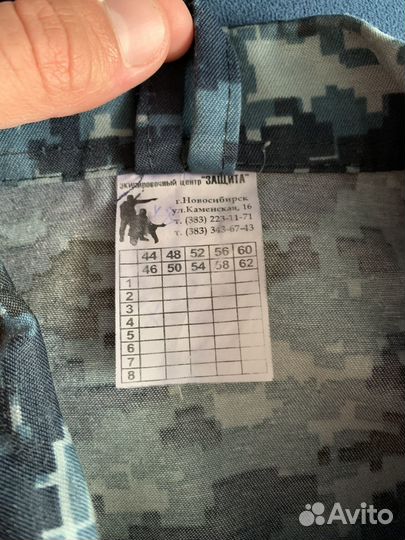 экипировочный центр "ЗАЩИТА"
г.Новосибирск
ул.Каменская, 16
т. (383) 223-11-71
т. (383) 343-67-43
44 48 52 56 60
46 50 54 58 62
1
2
3
4
5
6
7
8
Avito